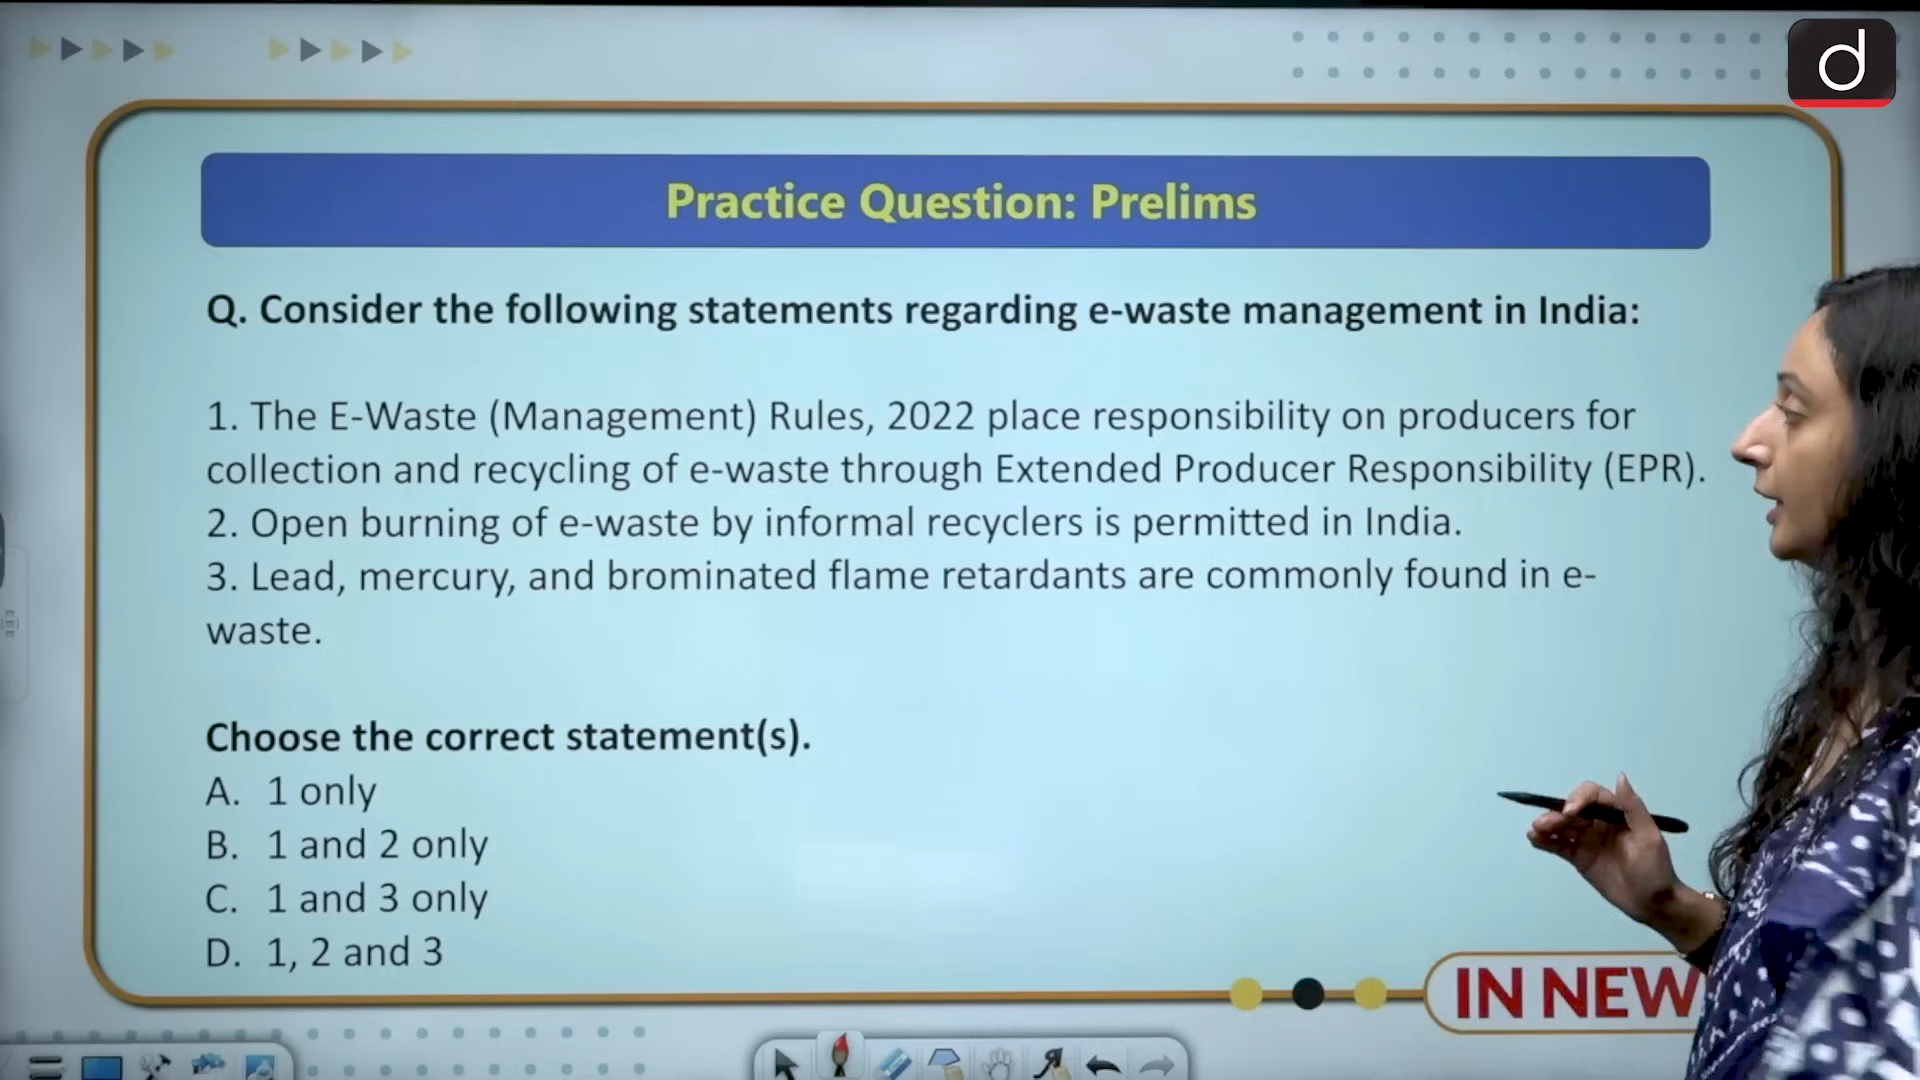 d
Practice Question: Prelims
Q. Consider the following statements regarding e-waste management in India:
1. The E-Waste (Management) Rules, 2022 place responsibility on producers for
collection and recycling of e-waste through Extended Producer Responsibility (EPR).
2. Open burning of e-waste by informal recyclers is permitted in India.
3. Lead, mercury, and brominated flame retardants are commonly found in e-
waste.
Choose the correct statement(s).
A. 1 only
B. 1 and 2 only
C. 1 and 3 only
D. 1, 2 and 3
IN NEW